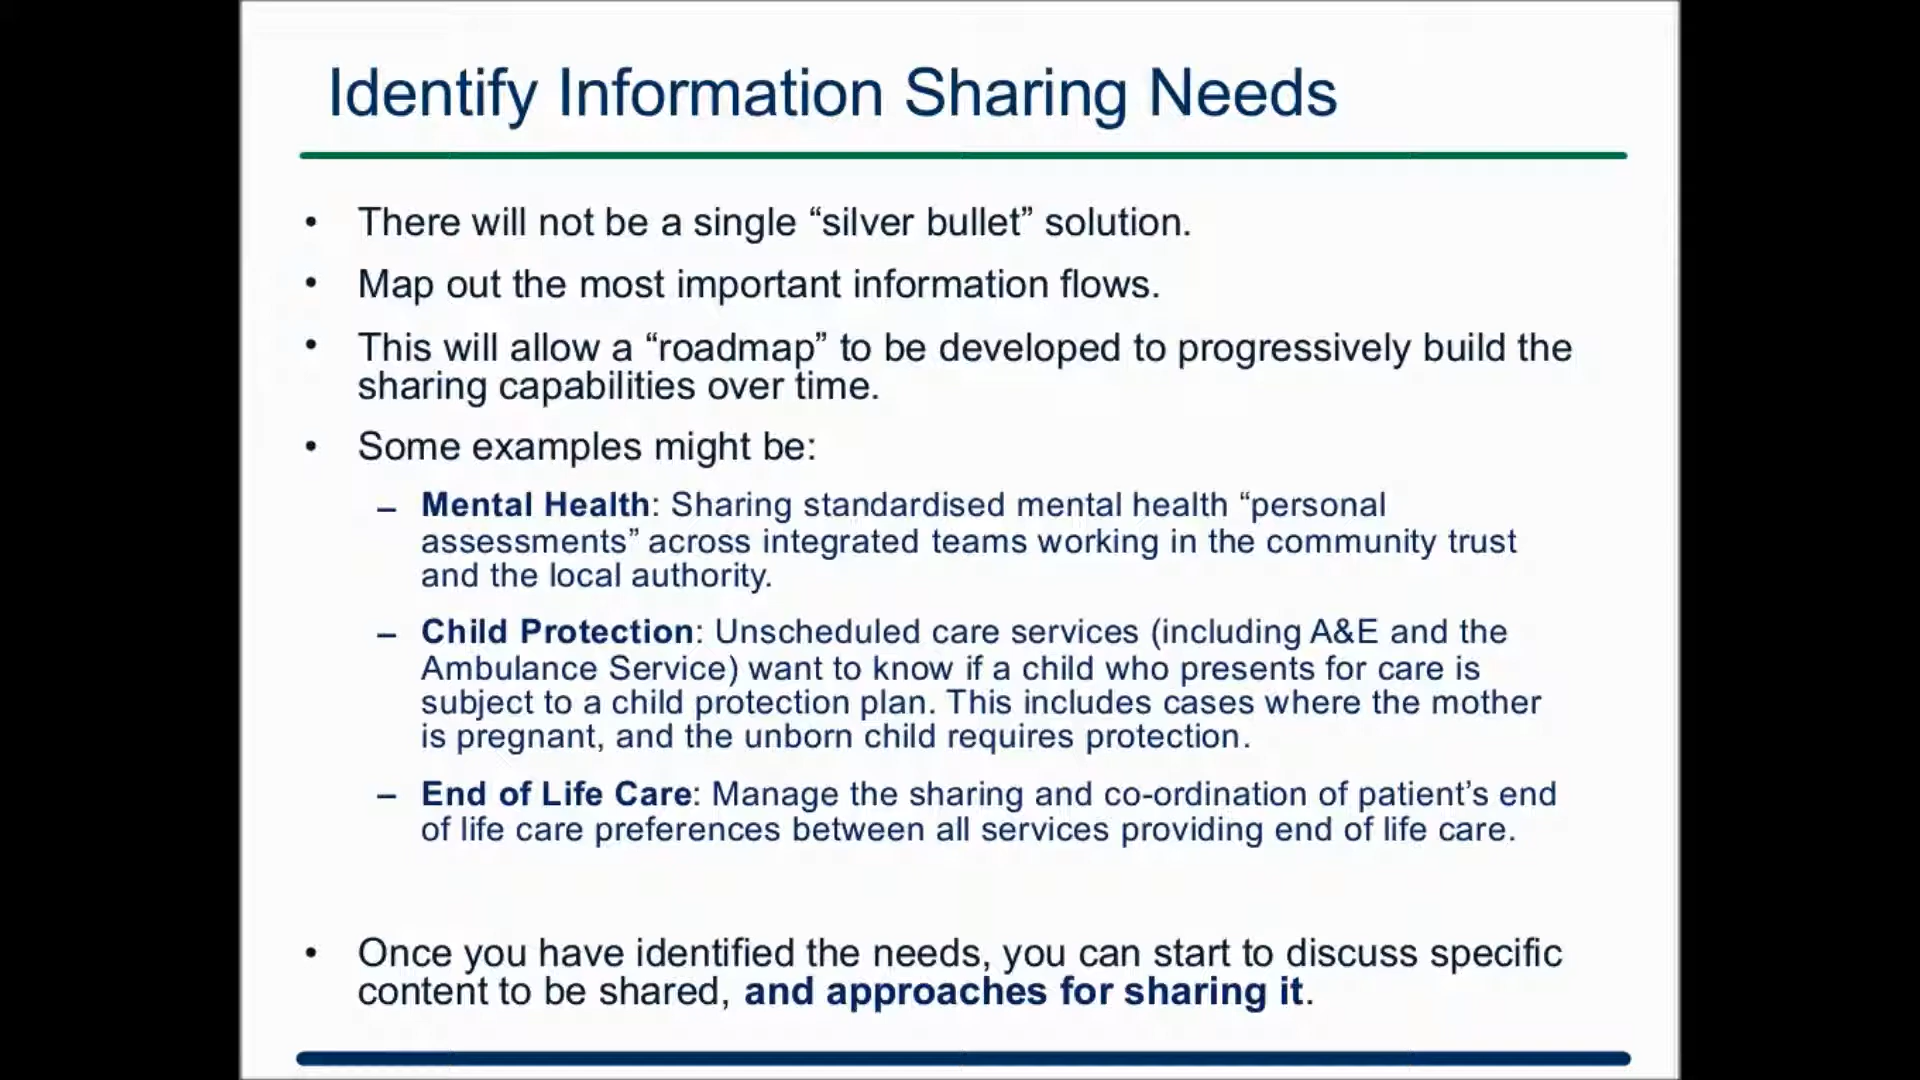 Identify Information Sharing Needs
• There will not be a single “silver bullet” solution.
• Map out the most important information flows.
• This will allow a “roadmap” to be developed to progressively build the
sharing capabilities over time.
• Some examples might be:
– Mental Health: Sharing standardised mental health “personal
assessments” across integrated teams working in the community trust
and the local authority.
– Child Protection: Unscheduled care services (including A&E and the
Ambulance Service) want to know if a child who presents for care is
subject to a child protection plan. This includes cases where the mother
is pregnant, and the unborn child requires protection.
– End of Life Care: Manage the sharing and co-ordination of patient’s end
of life care preferences between all services providing end of life care.
• Once you have identified the needs, you can start to discuss specific
content to be shared, and approaches for sharing it.